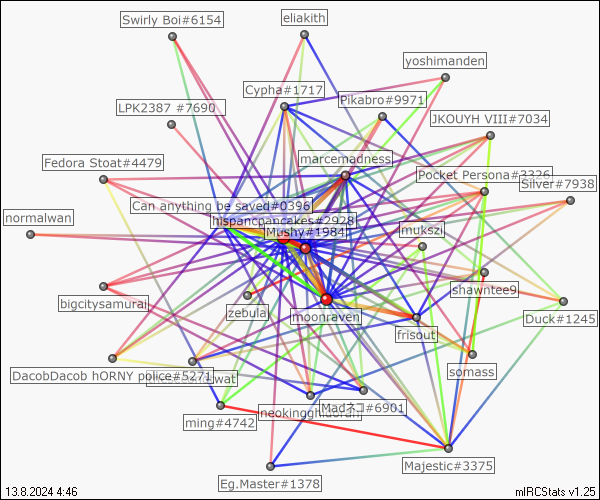 Swirly Boi#6154
eliakith
yoshimanden
Cypha#1717
Pikabro#9971
LPK2387 #7690
JKOUYH VIII#7034
marcemadness
Fedora Stoat#4479
Pocket Persona#3326
Silver#7938
Can anything be saved#0396
normalwan
hispancpancakes#2928
Mushy#1984
mukszi
bigcitysamurai
zebula
moonraven
shawntee9
Duck#1245
frisout
somass
DacobDacob hORNY police#5271
neokingghidorah
Madネコ#6901
ming#4742
Majestic#3375
Eg.Master#1378
13.8.2024 4:46
mIRCStats v1.25